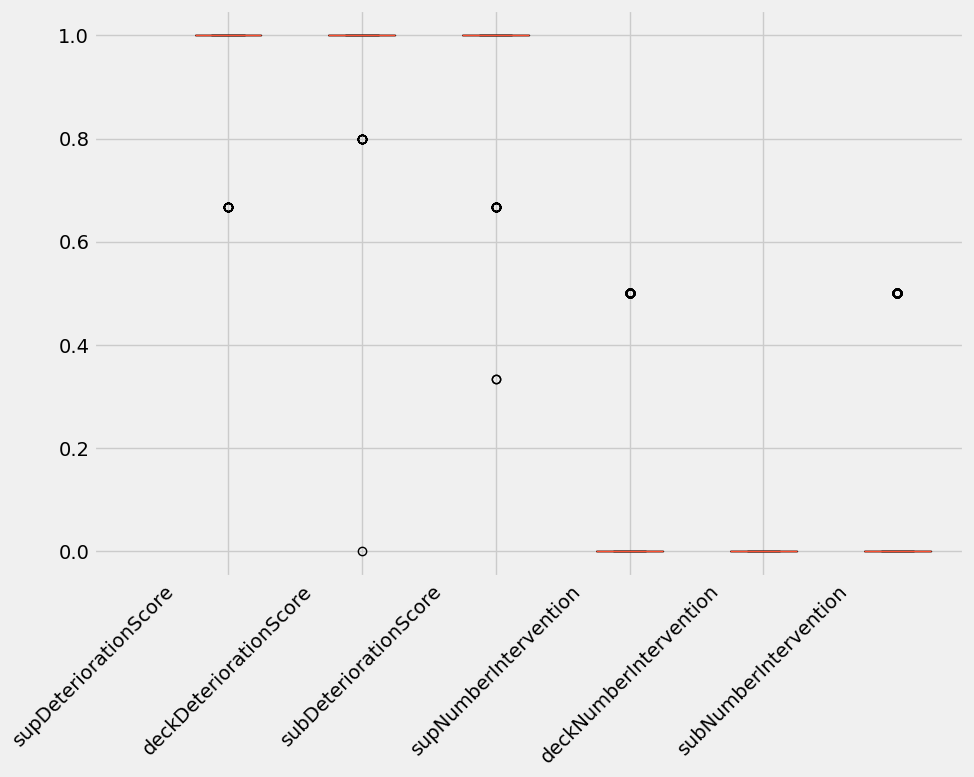 1.0
0.8
0.6
0.4
0.2
0.0
supDeteriorationScore
deckDeteriorationScore
subDeteriorationScore
supNumberIntervention
deckNumberIntervention
subNumberIntervention